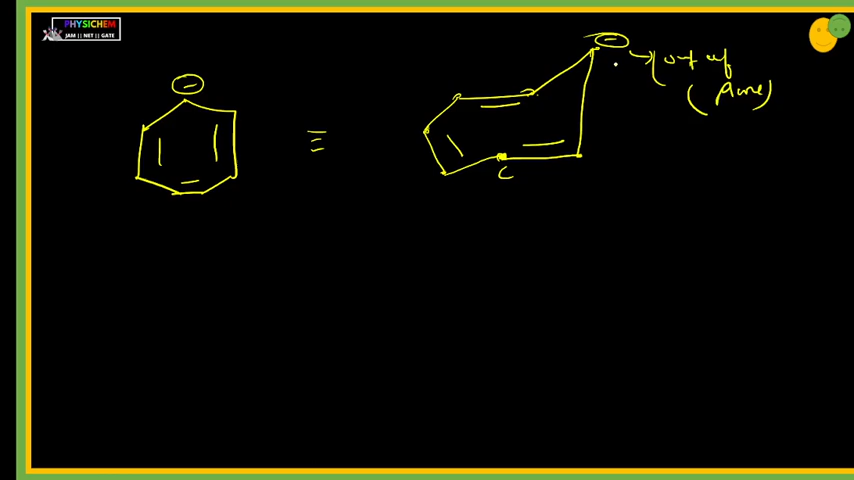 PHYSICHEM
JAM || NET || GATE
out of
(Plane)
C